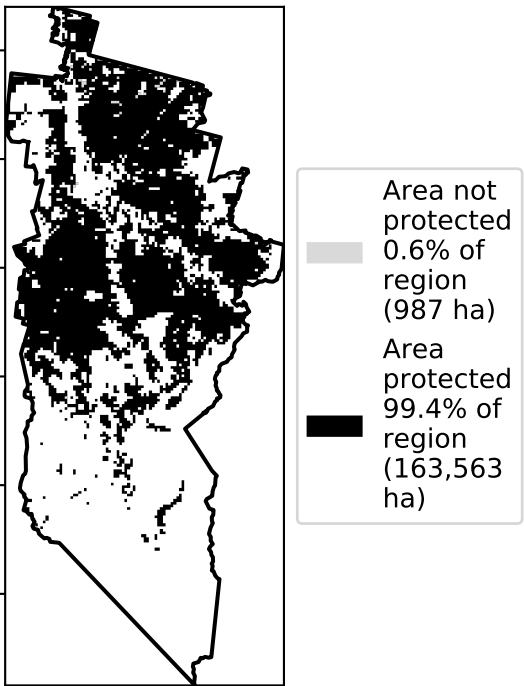 Area not
protected
0.6% of
region
(987 ha)
Area
protected
99.4% of
region
(163,563
ha)